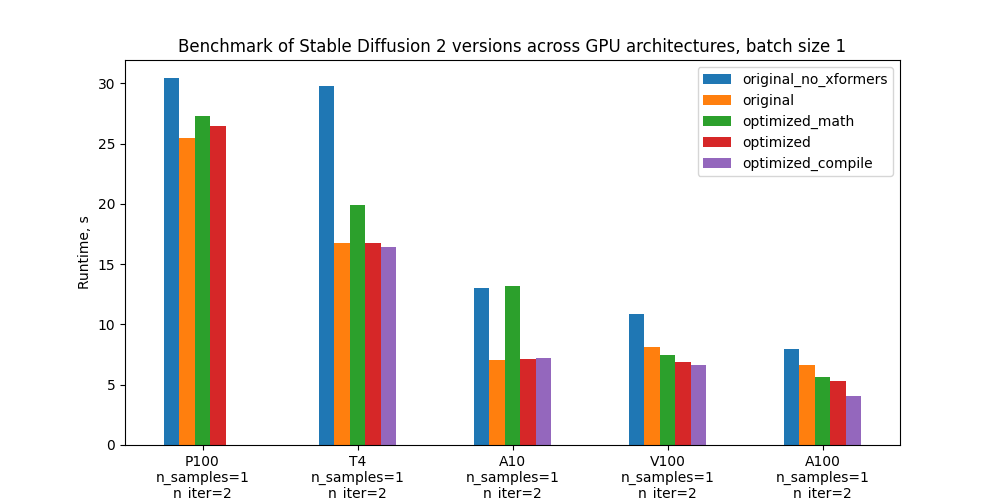 Benchmark of Stable Diffusion 2 versions across GPU architectures, batch size 1
30
25
20
15
10
5
0
Runtime, s
original_no_xformers
original
optimized_math
optimized
optimized_compile
P100
n_samples=1
n_iter=2
T4
n_samples=1
n_iter=2
A10
n_samples=1
n_iter=2
V100
n_samples=1
n_iter=2
A100
n_samples=1
n_iter=2